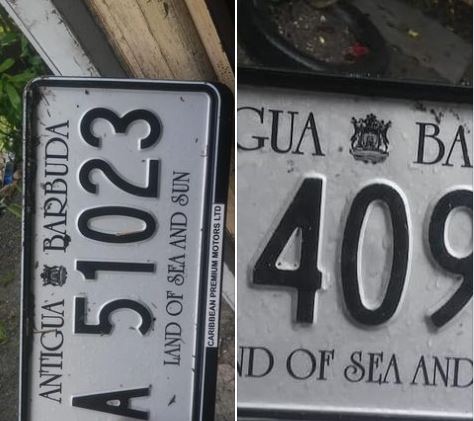 ANTIGUA BARBUDA
A 51023
LAND OF SEA AND SUN
CARIBBEAN PREMIUM MOTORS LTD
GUA BA
409
ND OF SEA AND